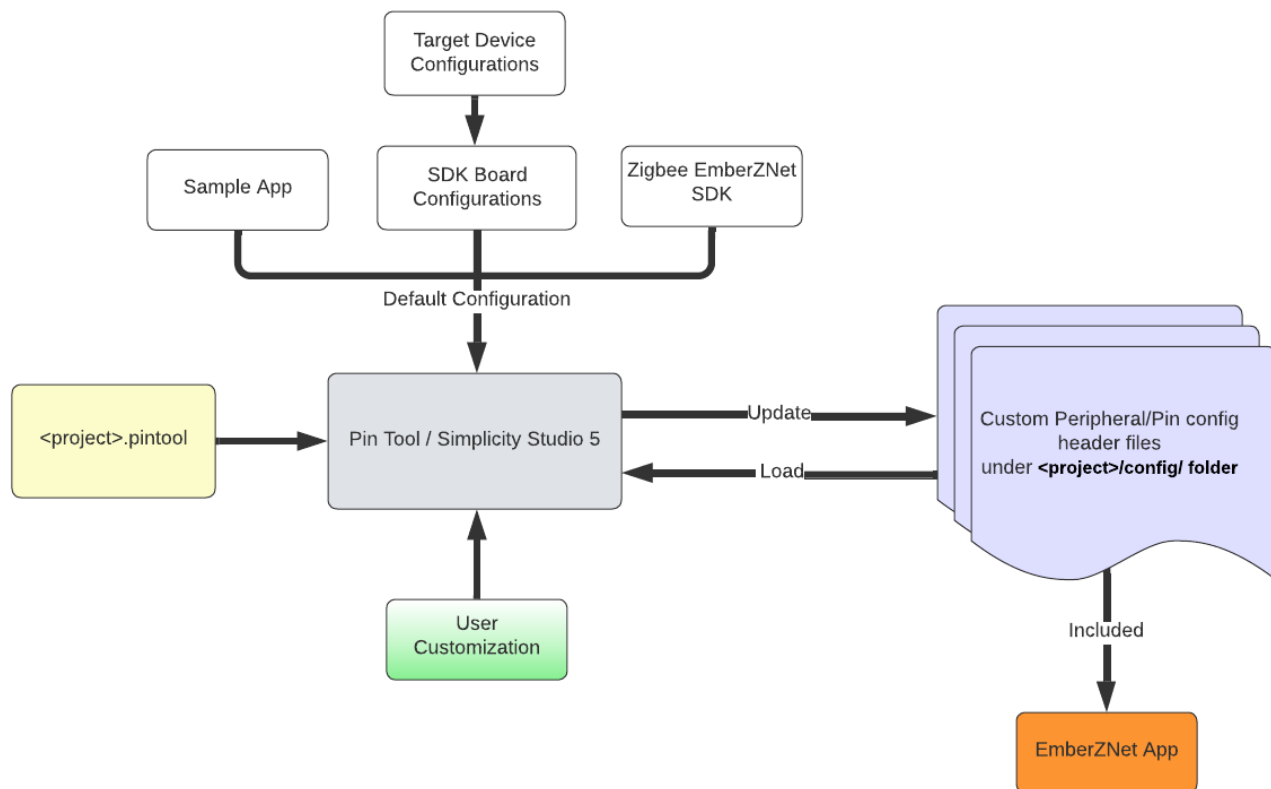 Target Device
Configurations
Sample App
SDK Board
Configurations
Zigbee EmberZNet
SDK
Default Configuration
<project>.pintool
Pin Tool / Simplicity Studio 5
Update
Load
Custom Peripheral/Pin config
header files
under <project>/config/ folder
User
Customization
Included
EmberZNet App